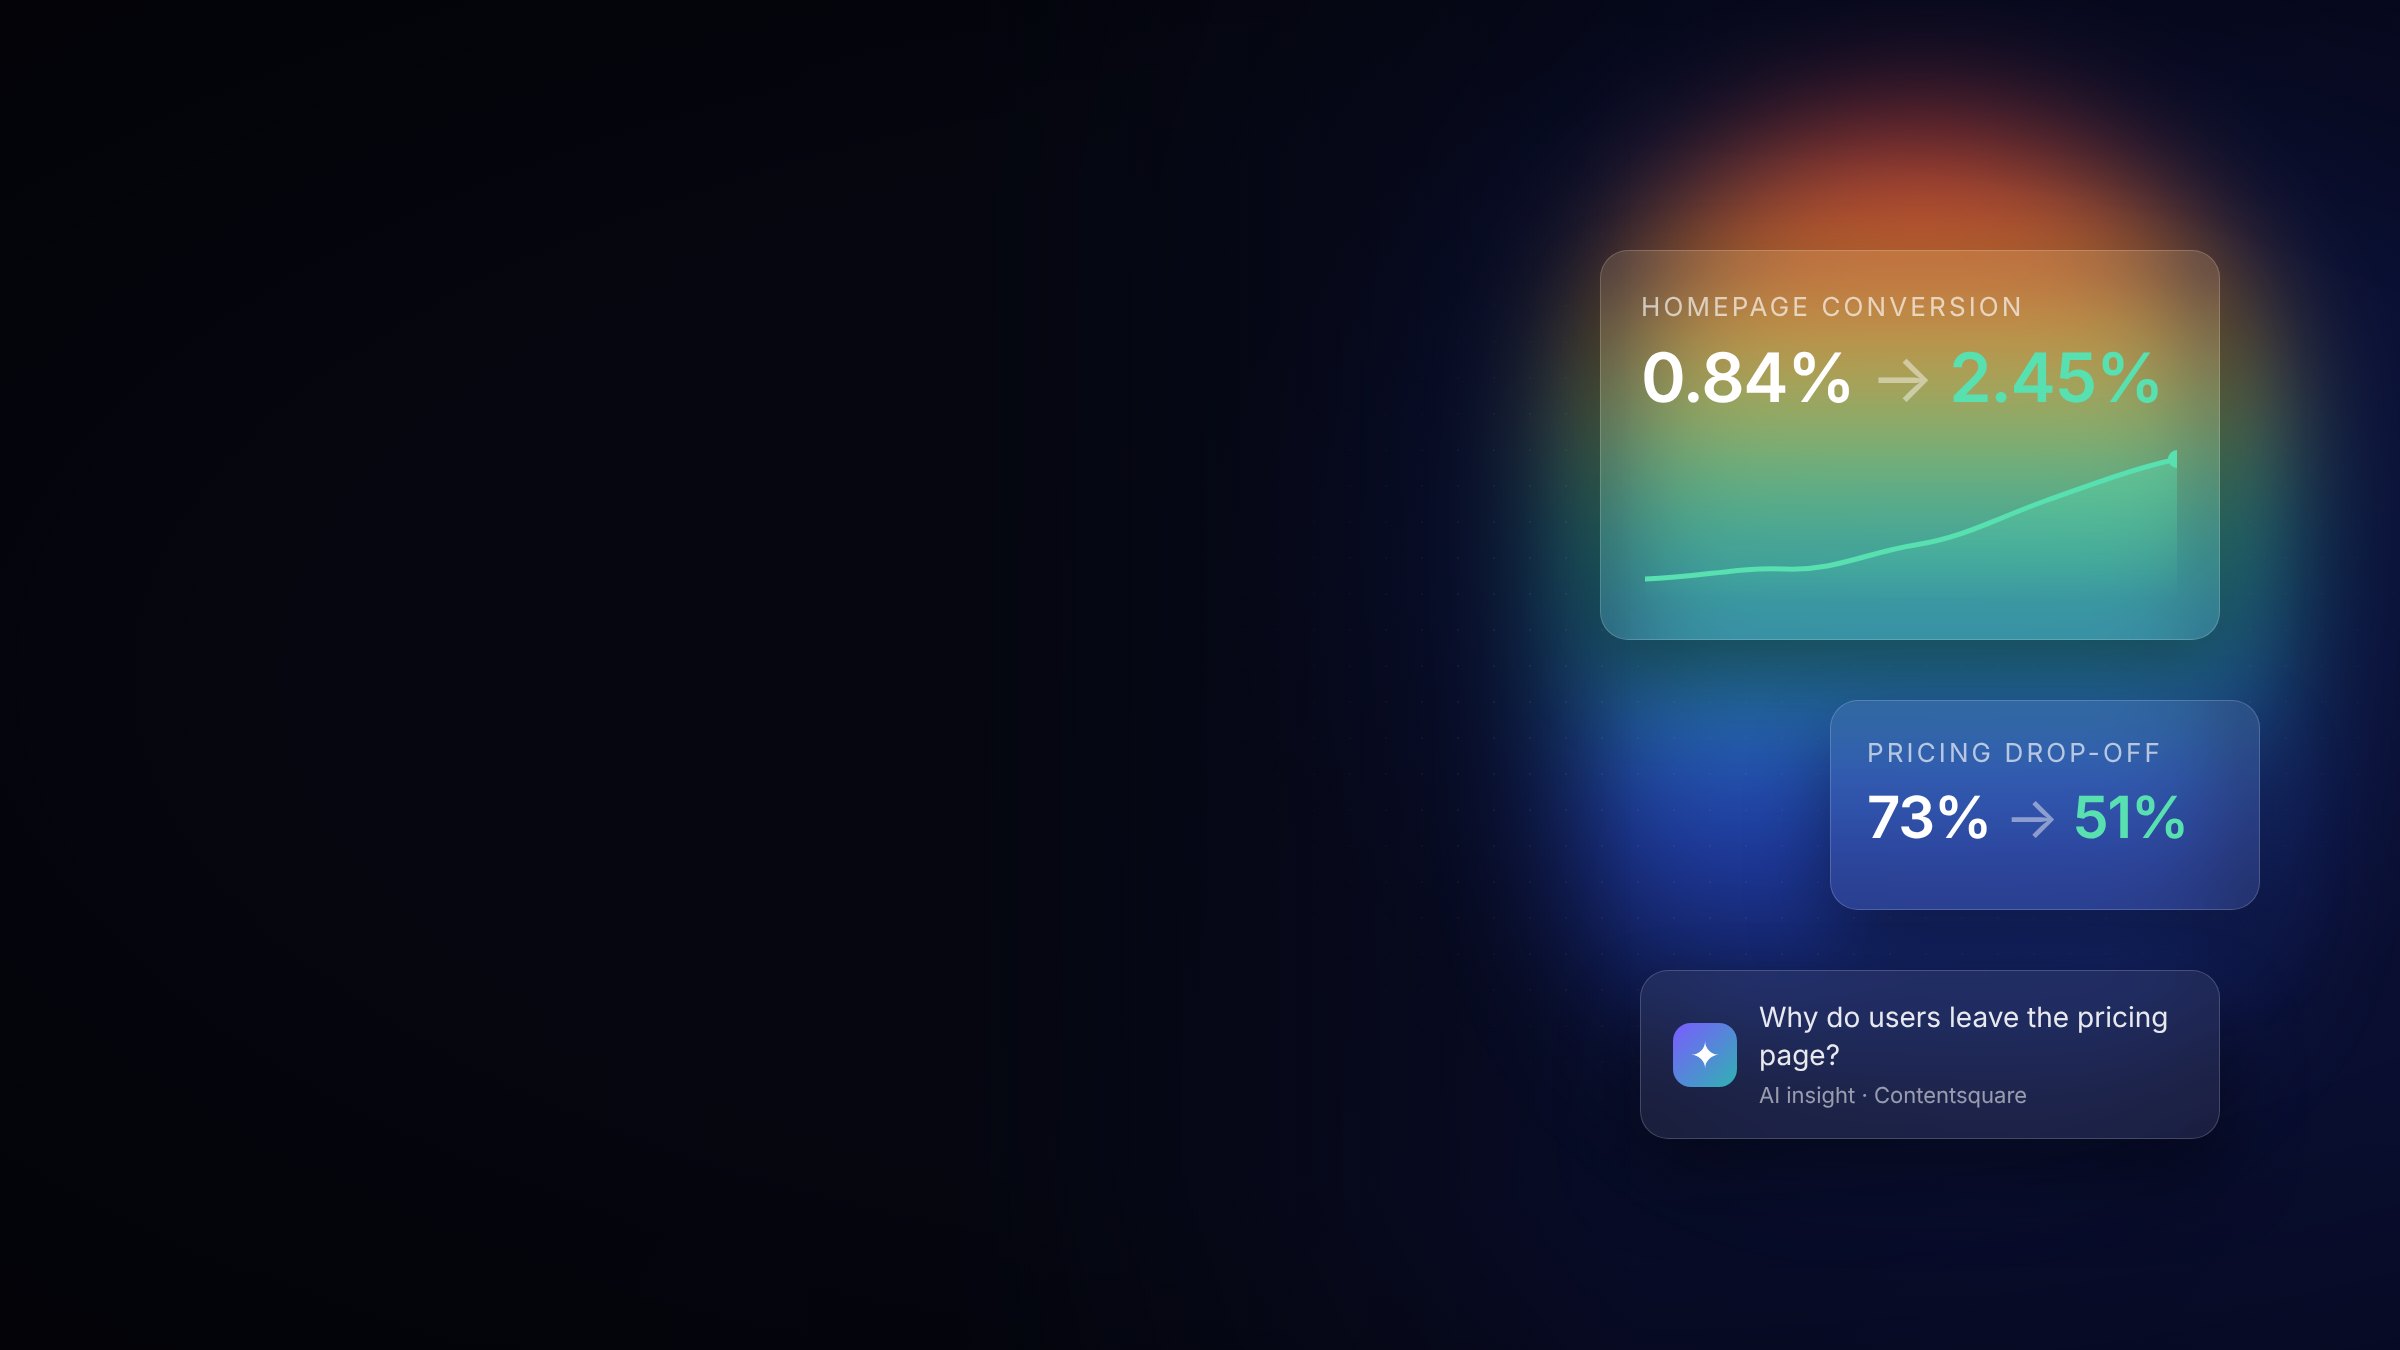 HOMEPAGE CONVERSION
0.84% → 2.45%
PRICING DROP-OFF
73% → 51%
Why do users leave the pricing
page?
AI insight · Contentsquare